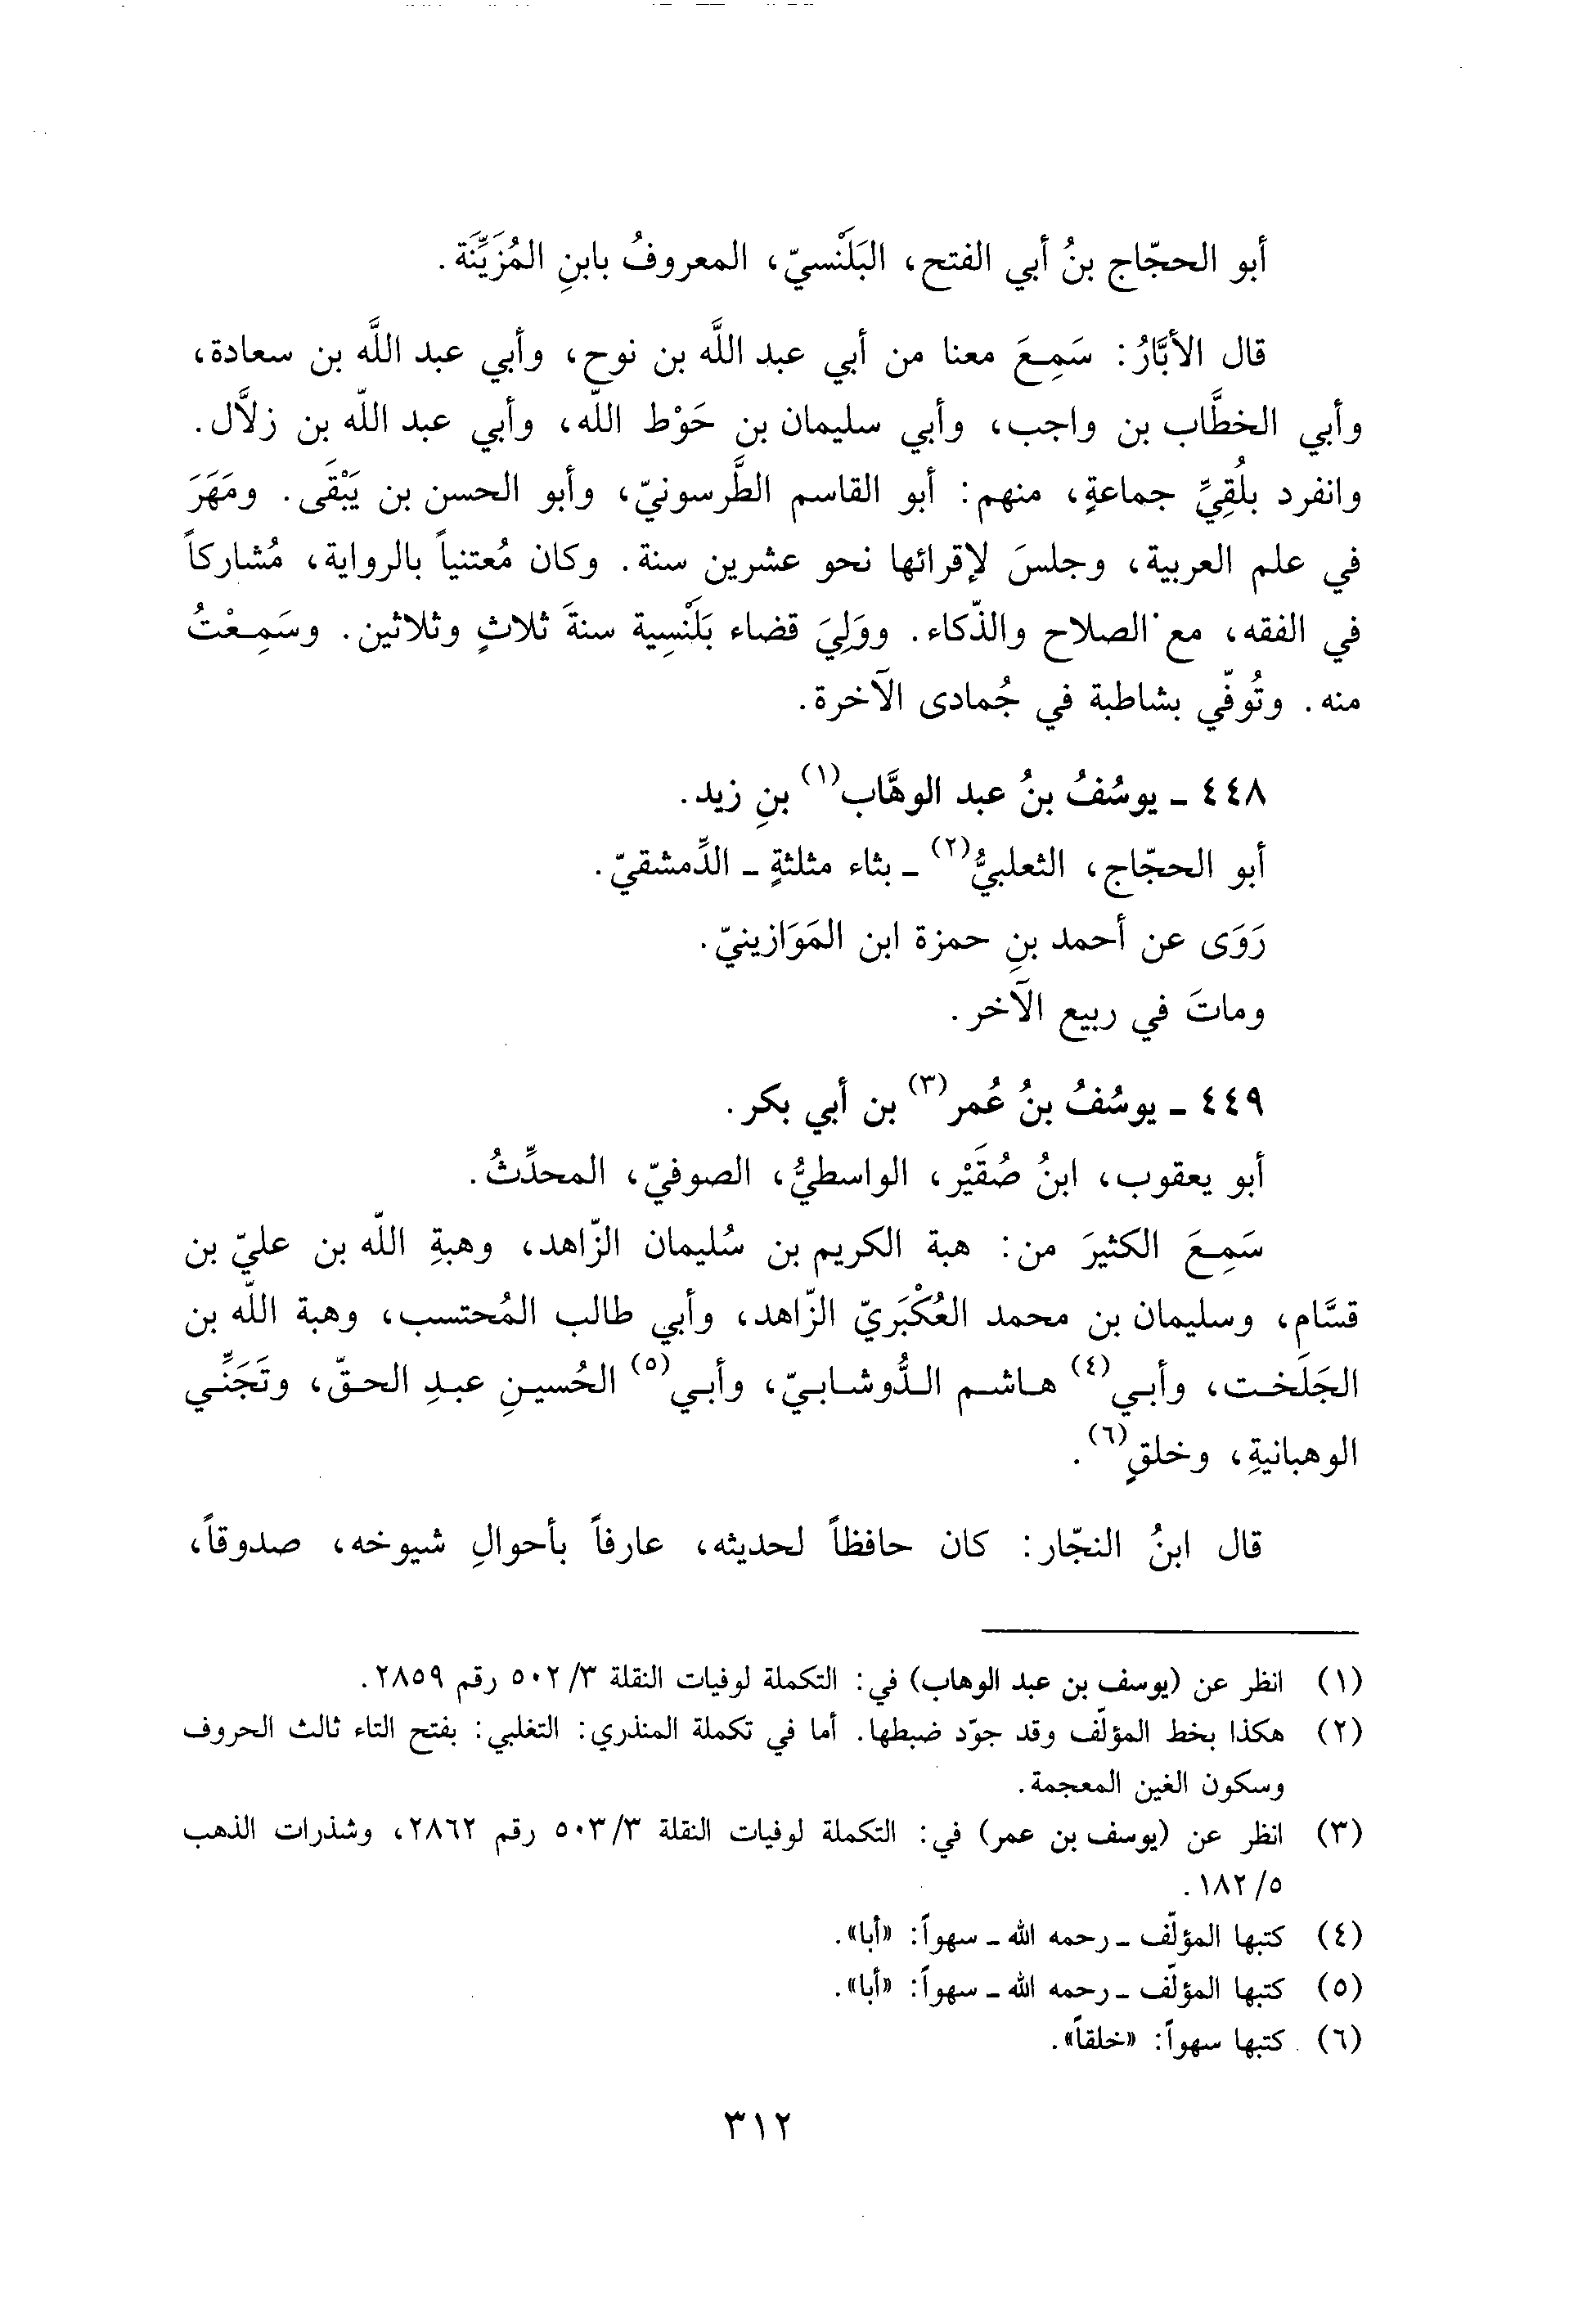 أبو الحجّاج بنُ أبي الفتح، البَلَنْسيّ، المعروفُ بابنِ المُزَيِّنَة.
قال الأبَّارُ: سَمِعَ معنا من أبي عبد اللَّه بن نوح، وأبي عبد اللَّه بن سعادة،
وأبي الخطَّاب بن واجب، وأبي سليمان بن حَوْط اللّه، وأبي عبد اللّه بن زلاَّل.
وانفرد بلُقِيِّ جماعةٍ، منهم: أبو القاسم الطَّرسونيّ، وأبو الحسن بن يَبْقَى. ومَهَرَ
في علم العربية، وجلسَ لإقرائها نحو عشرين سنة. وكان مُعتنياً بالرواية، مُشاركاً
في الفقه، مع الصلاح والذّكاء. ووَلِيَ قضاء بَلَنْسِية سنةَ ثلاثٍ وثلاثين. وسَمِعْتُ
منه. وتُوفّي بشاطبة في جُمادى الآخرة.
٤٤٨ ـ يوسُفُ بنُ عبد الوهَّاب(١) بنِ زيد.
أبو الحجّاج، الثعلبيُّ(٢) ـ بثاء مثلثةٍ ـ الدِّمشقيّ.
رَوَى عن أحمد بنِ حمزة ابن المَوَازينيّ.
وماتَ في ربيع الآخر.
٤٤٩ ـ يوسُفُ بنُ عُمر(٣) بن أبي بكر.
أبو يعقوب، ابنُ صُقَيْر، الواسطيُّ، الصوفيّ، المحدِّثُ.
سَمِعَ الكثيرَ من: هبة الكريم بن سُليمان الزّاهد، وهبةِ اللّه بن عليّ بن
قسَّام، وسليمان بن محمد العُكْبَريّ الزّاهد، وأبي طالب المُحتسب، وهبة اللّه بن
الجَلَخت، وأبي(٤) هاشم الدُّوشابيّ، وأبي(٥) الحُسينِ عبدِ الحقّ، وتَجَنِّي
الوهبانيةِ، وخلقٍ(٦).
قال ابنُ النجّار: كان حافظاً لحديثه، عارفاً بأحوالِ شيوخه، صدوقاً،
(١) انظر عن (يوسف بن عبد الوهاب) في: التكملة لوفيات النقلة ٣/ ٥٠٢ رقم ٢٨٥٩.
(٢) هكذا بخط المؤلّف وقد جوّد ضبطها. أما في تكملة المنذري: التغلبي: بفتح التاء ثالث الحروف
وسكون الغين المعجمة.
(٣) انظر عن (يوسف بن عمر) في: التكملة لوفيات النقلة ٣/ ٥٠٣ رقم ٢٨٦٢، وشذرات الذهب
٥/ ١٨٢.
(٤) كتبها المؤلّف ـ رحمه الله ـ سهواً: «أبا».
(٥) كتبها المؤلّف ـ رحمه الله ـ سهواً: «أبا».
(٦) كتبها سهواً: «خلقاً».
٣١٢